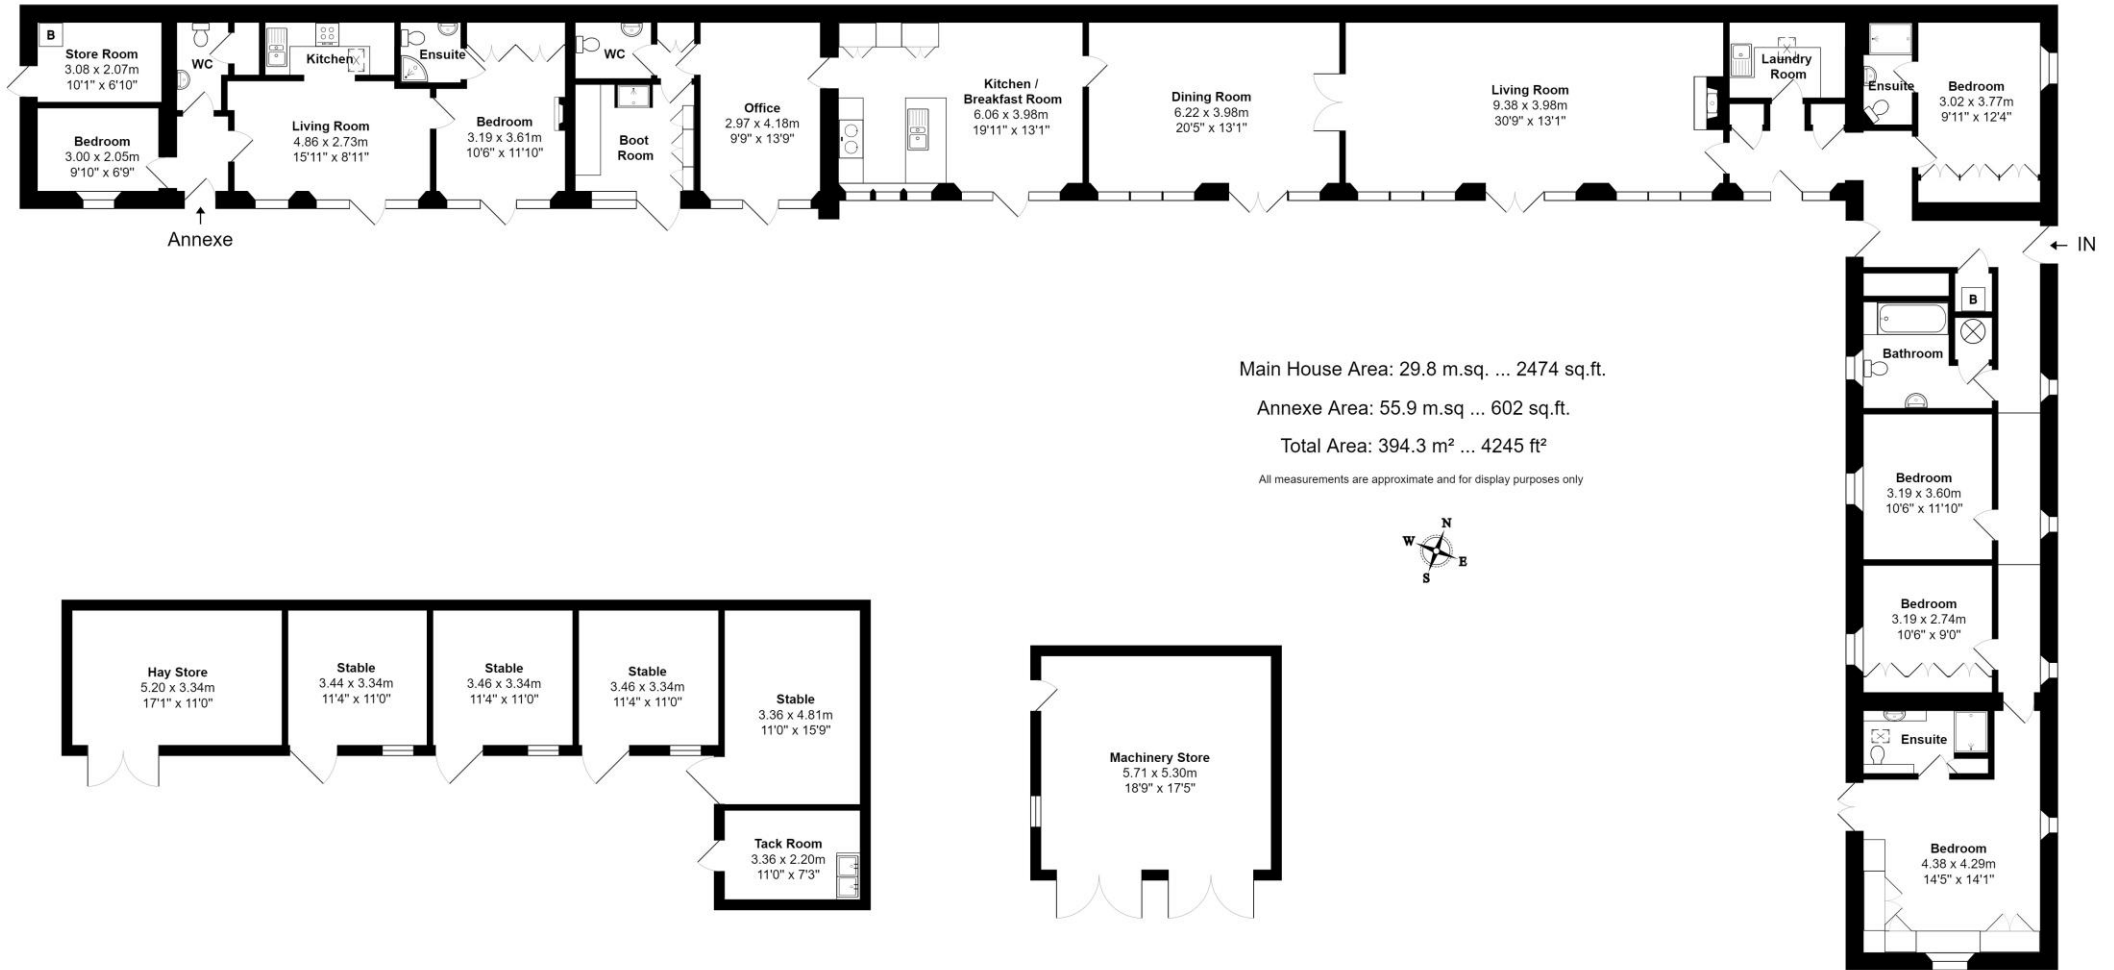 B
Store Room
3.08 x 2.07m
10'1" x 6'10"
WC
Kitchen
Ensuite
WC
Bedroom
3.00 x 2.05m
9'10" x 6'9"
Living Room
4.86 x 2.73m
15'11" x 8'11"
Bedroom
3.19 x 3.61m
10'6" x 11'10"
Boot
Room
Office
2.97 x 4.18m
9'9" x 13'9"
Kitchen /
Breakfast Room
6.06 x 3.98m
19'11" x 13'1"
Dining Room
6.22 x 3.98m
20'5" x 13'1"
Living Room
9.38 x 3.98m
30'9" x 13'1"
Laundry
Room
Ensuite
Bedroom
3.02 x 3.77m
9'11" x 12'4"
Annexe
IN
B
Bathroom
Main House Area: 29.8 m.sq. ... 2474 sq.ft.
Annexe Area: 55.9 m.sq ... 602 sq.ft.
Total Area: 394.3 m² ... 4245 ft²
All measurements are approximate and for display purposes only
N
W
E
S
Bedroom
3.19 x 3.60m
10'6" x 11'10"
Bedroom
3.19 x 2.74m
10'6" x 9'0"
Ensuite
Bedroom
4.38 x 4.29m
14'5" x 14'1"
Hay Store
5.20 x 3.34m
17'1" x 11'0"
Stable
3.44 x 3.34m
11'4" x 11'0"
Stable
3.46 x 3.34m
11'4" x 11'0"
Stable
3.46 x 3.34m
11'4" x 11'0"
Stable
3.36 x 4.81m
11'0" x 15'9"
Tack Room
3.36 x 2.20m
11'0" x 7'3"
Machinery Store
5.71 x 5.30m
18'9" x 17'5"